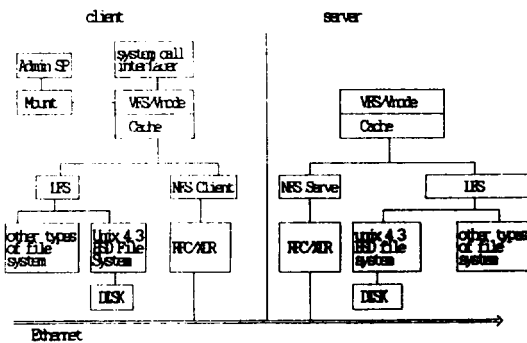 client
server
system call
interfacer
Admin SP
Mount
VFS/Vnode
Cache
VFS/Vnode
Cache
LFS
NFS Client
NFS Serve
LFS
other types
of file
system
Unix 4.3
BSD File
System
RPC/XDR
RPC/XDR
unix 4.3
BSD file
system
other types
of file
system
DISK
DISK
Ethernet